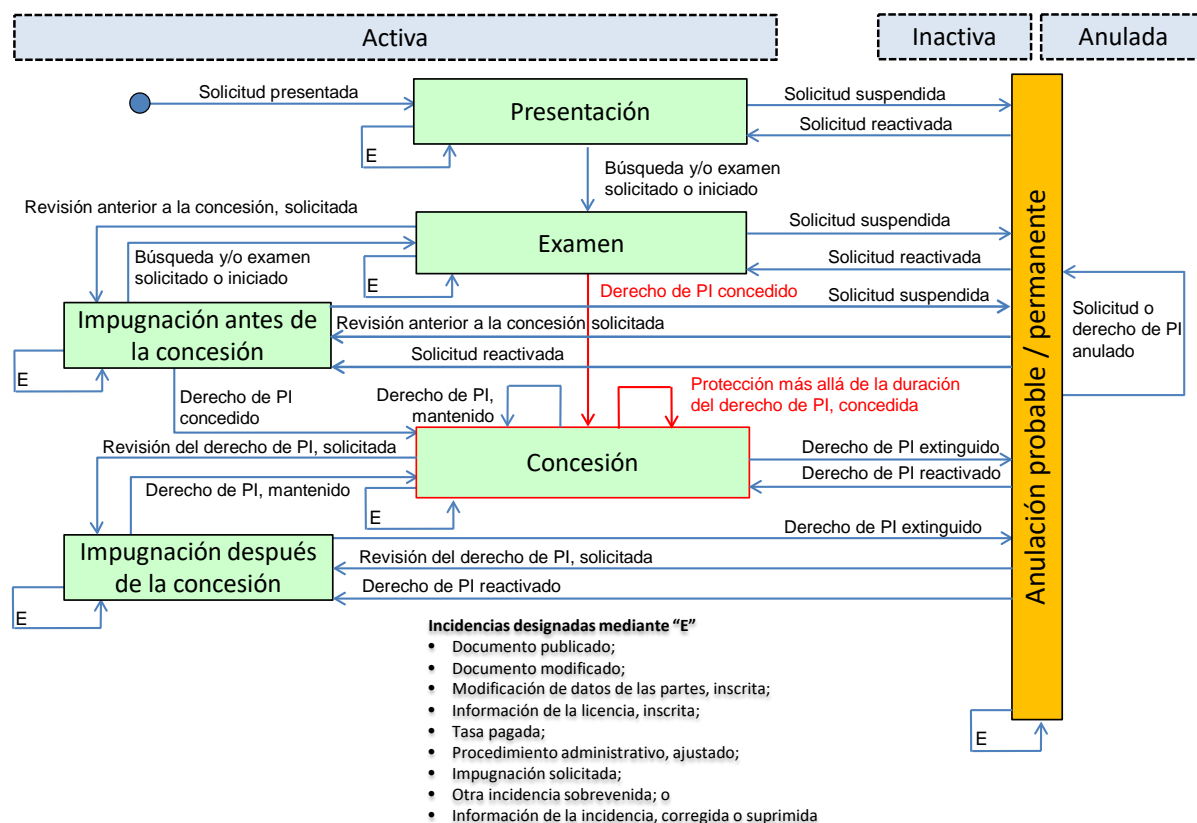 Activa
Inactiva
Anulada
Solicitud presentada
Presentación
Solicitud suspendida
Solicitud reactivada
E
Búsqueda y/o examen
solicitado o iniciado
Revisión anterior a la concesión, solicitada
Examen
Solicitud suspendida
Solicitud reactivada
Búsqueda y/o examen
solicitado o iniciado
E
Derecho de PI concedido
Solicitud suspendida
Impugnación antes de
la concesión
Revisión anterior a la concesión solicitada
Solicitud reactivada
E
Solicitud o
derecho de PI
anulado
Anulación probable / permanente
Derecho de PI
concedido
Derecho de PI,
mantenido
Protección más allá de la duración
del derecho de PI, concedida
Revisión del derecho de PI, solicitada
Concesión
Derecho de PI extinguido
Derecho de PI reactivado
Derecho de PI, mantenido
E
Derecho de PI extinguido
Impugnación después
de la concesión
Revisión del derecho de PI, solicitada
Derecho de PI reactivado
E
Incidencias designadas mediante “E”
• Documento publicado;
• Documento modificado;
• Modificación de datos de las partes, inscrita;
• Información de la licencia, inscrita;
• Tasa pagada;
• Procedimiento administrativo, ajustado;
• Impugnación solicitada;
• Otra incidencia sobrevenida; o
• Información de la incidencia, corregida o suprimida
E